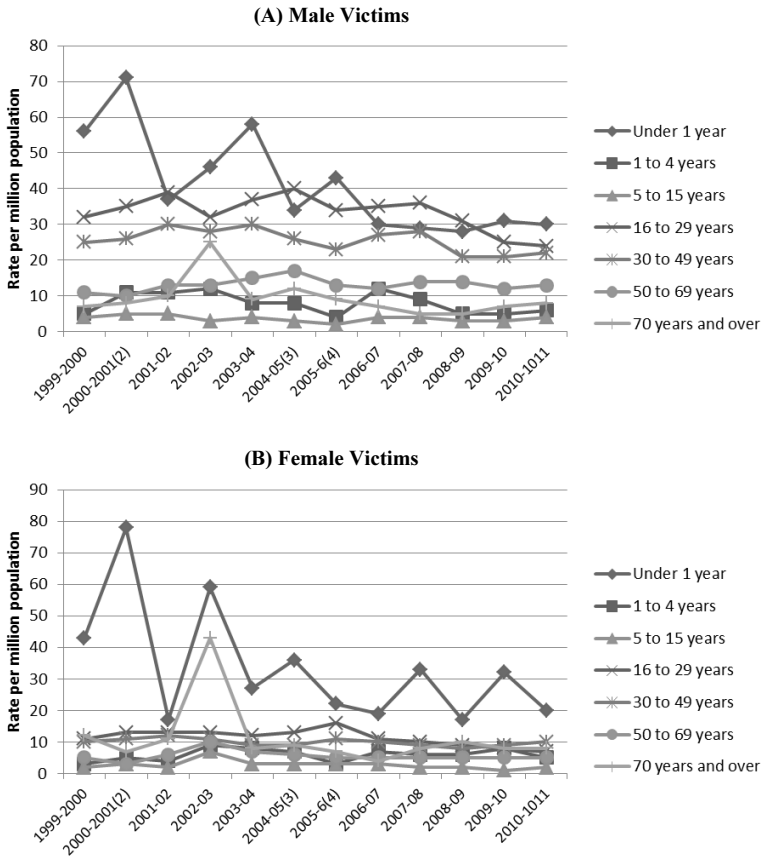 (A) Male Victims
Rate per million population
80
70
60
50
40
30
20
10
0
1999-2000
2000-2001(2)
2001-02
2002-03
2003-04
2004-05(3)
2005-6(4)
2006-07
2007-08
2008-09
2009-10
2010-1011
Under 1 year
1 to 4 years
5 to 15 years
16 to 29 years
30 to 49 years
50 to 69 years
70 years and over
(B) Female Victims
Rate per million population
90
80
70
60
50
40
30
20
10
0
1999-2000
2000-2001(2)
2001-02
2002-03
2003-04
2004-05(3)
2005-6(4)
2006-07
2007-08
2008-09
2009-10
2010-1011
Under 1 year
1 to 4 years
5 to 15 years
16 to 29 years
30 to 49 years
50 to 69 years
70 years and over